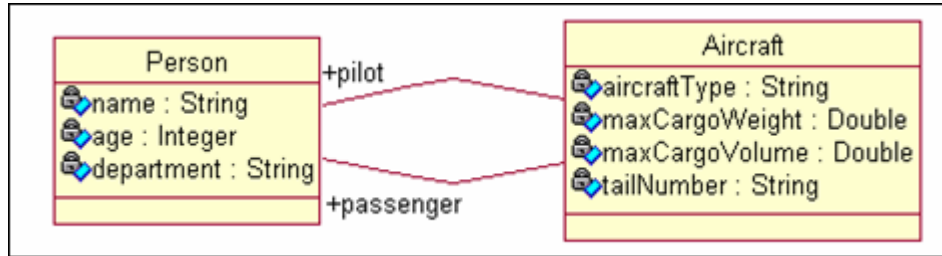 Person
name : String
age : Integer
department : String
+pilot
+passenger
Aircraft
aircraftType : String
maxCargoWeight : Double
maxCargoVolume : Double
tailNumber : String